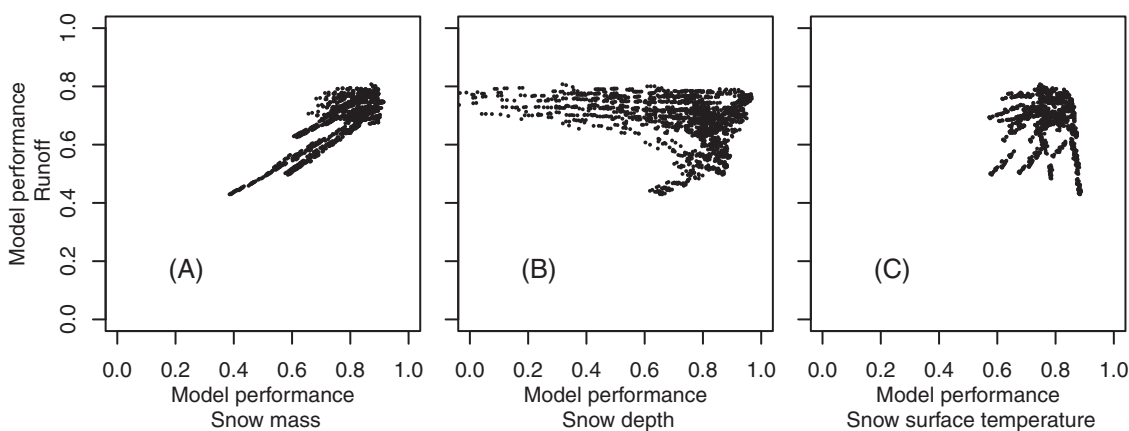 Model performance
Runoff
1.0
0.8
0.6
0.4
0.2
0.0
(A)
(B)
(C)
0.0 0.2 0.4 0.6 0.8 1.0
0.0 0.2 0.4 0.6 0.8 1.0
0.0 0.2 0.4 0.6 0.8 1.0
Model performance
Snow mass
Model performance
Snow depth
Model performance
Snow surface temperature